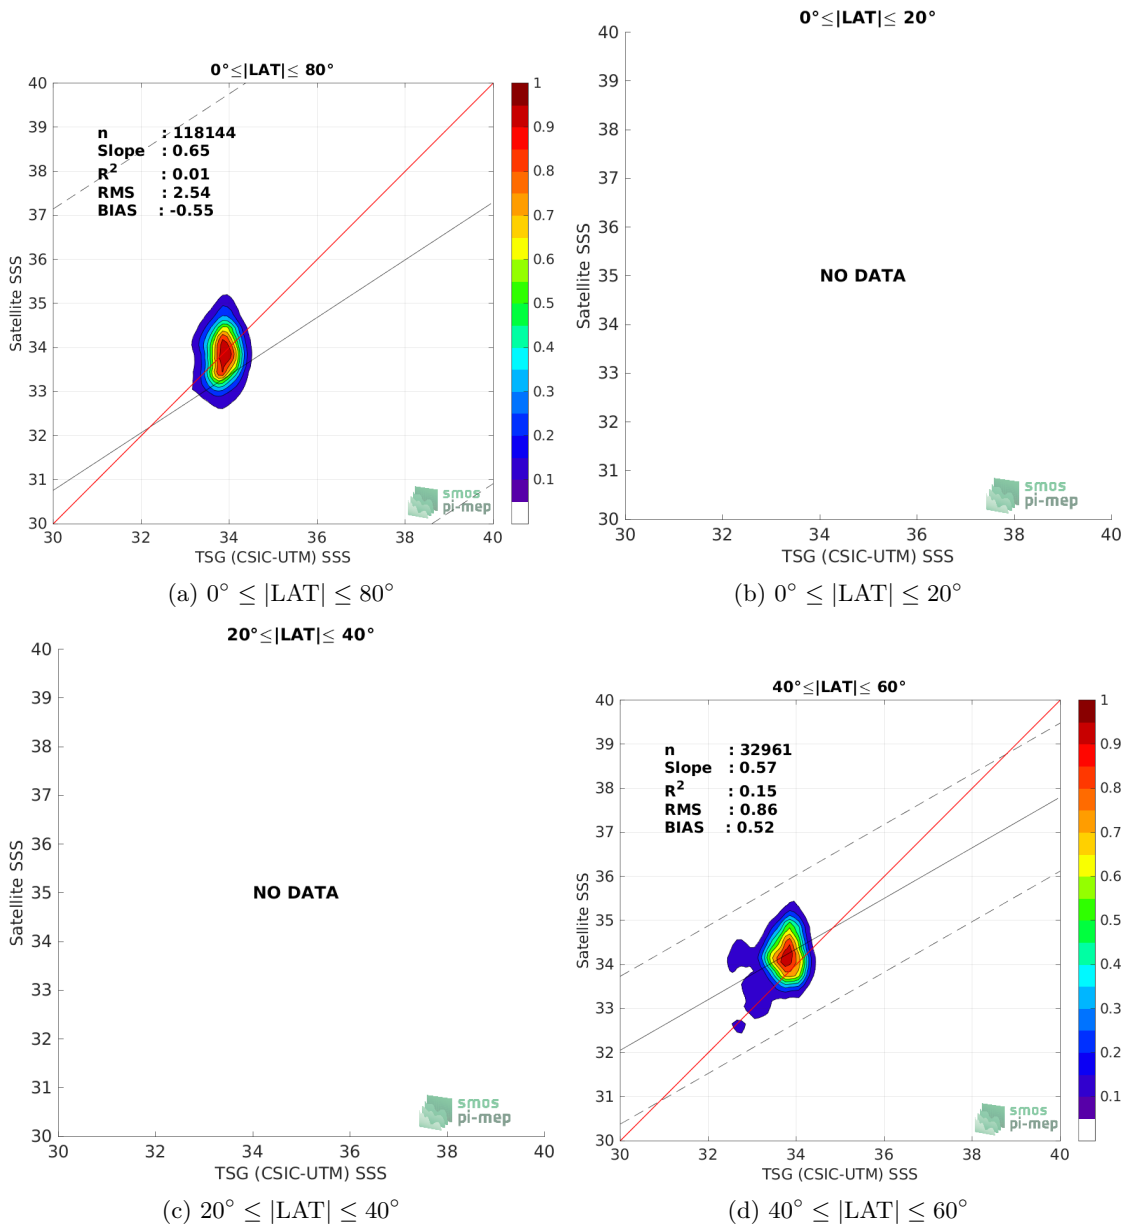 0°≤|LAT|≤ 80°
40
39
38
37
36
35
34
33
32
31
30
Satellite SSS
n : 118144
Slope : 0.65
R² : 0.01
RMS : 2.54
BIAS : -0.55
1
0.9
0.8
0.7
0.6
0.5
0.4
0.3
0.2
0.1
smos
pi-mep
30 32 34 36 38 40
TSG (CSIC-UTM) SSS
(a) 0° ≤ |LAT| ≤ 80°
0°≤|LAT|≤ 20°
40
39
38
37
36
35
34
33
32
31
30
Satellite SSS
NO DATA
smos
pi-mep
30 32 34 36 38 40
TSG (CSIC-UTM) SSS
(b) 0° ≤ |LAT| ≤ 20°
20°≤|LAT|≤ 40°
40
39
38
37
36
35
34
33
32
31
30
Satellite SSS
NO DATA
smos
pi-mep
30 32 34 36 38 40
TSG (CSIC-UTM) SSS
(c) 20° ≤ |LAT| ≤ 40°
40°≤|LAT|≤ 60°
40
39
38
37
36
35
34
33
32
31
30
Satellite SSS
n : 32961
Slope : 0.57
R² : 0.15
RMS : 0.86
BIAS : 0.52
1
0.9
0.8
0.7
0.6
0.5
0.4
0.3
0.2
0.1
smos
pi-mep
30 32 34 36 38 40
TSG (CSIC-UTM) SSS
(d) 40° ≤ |LAT| ≤ 60°